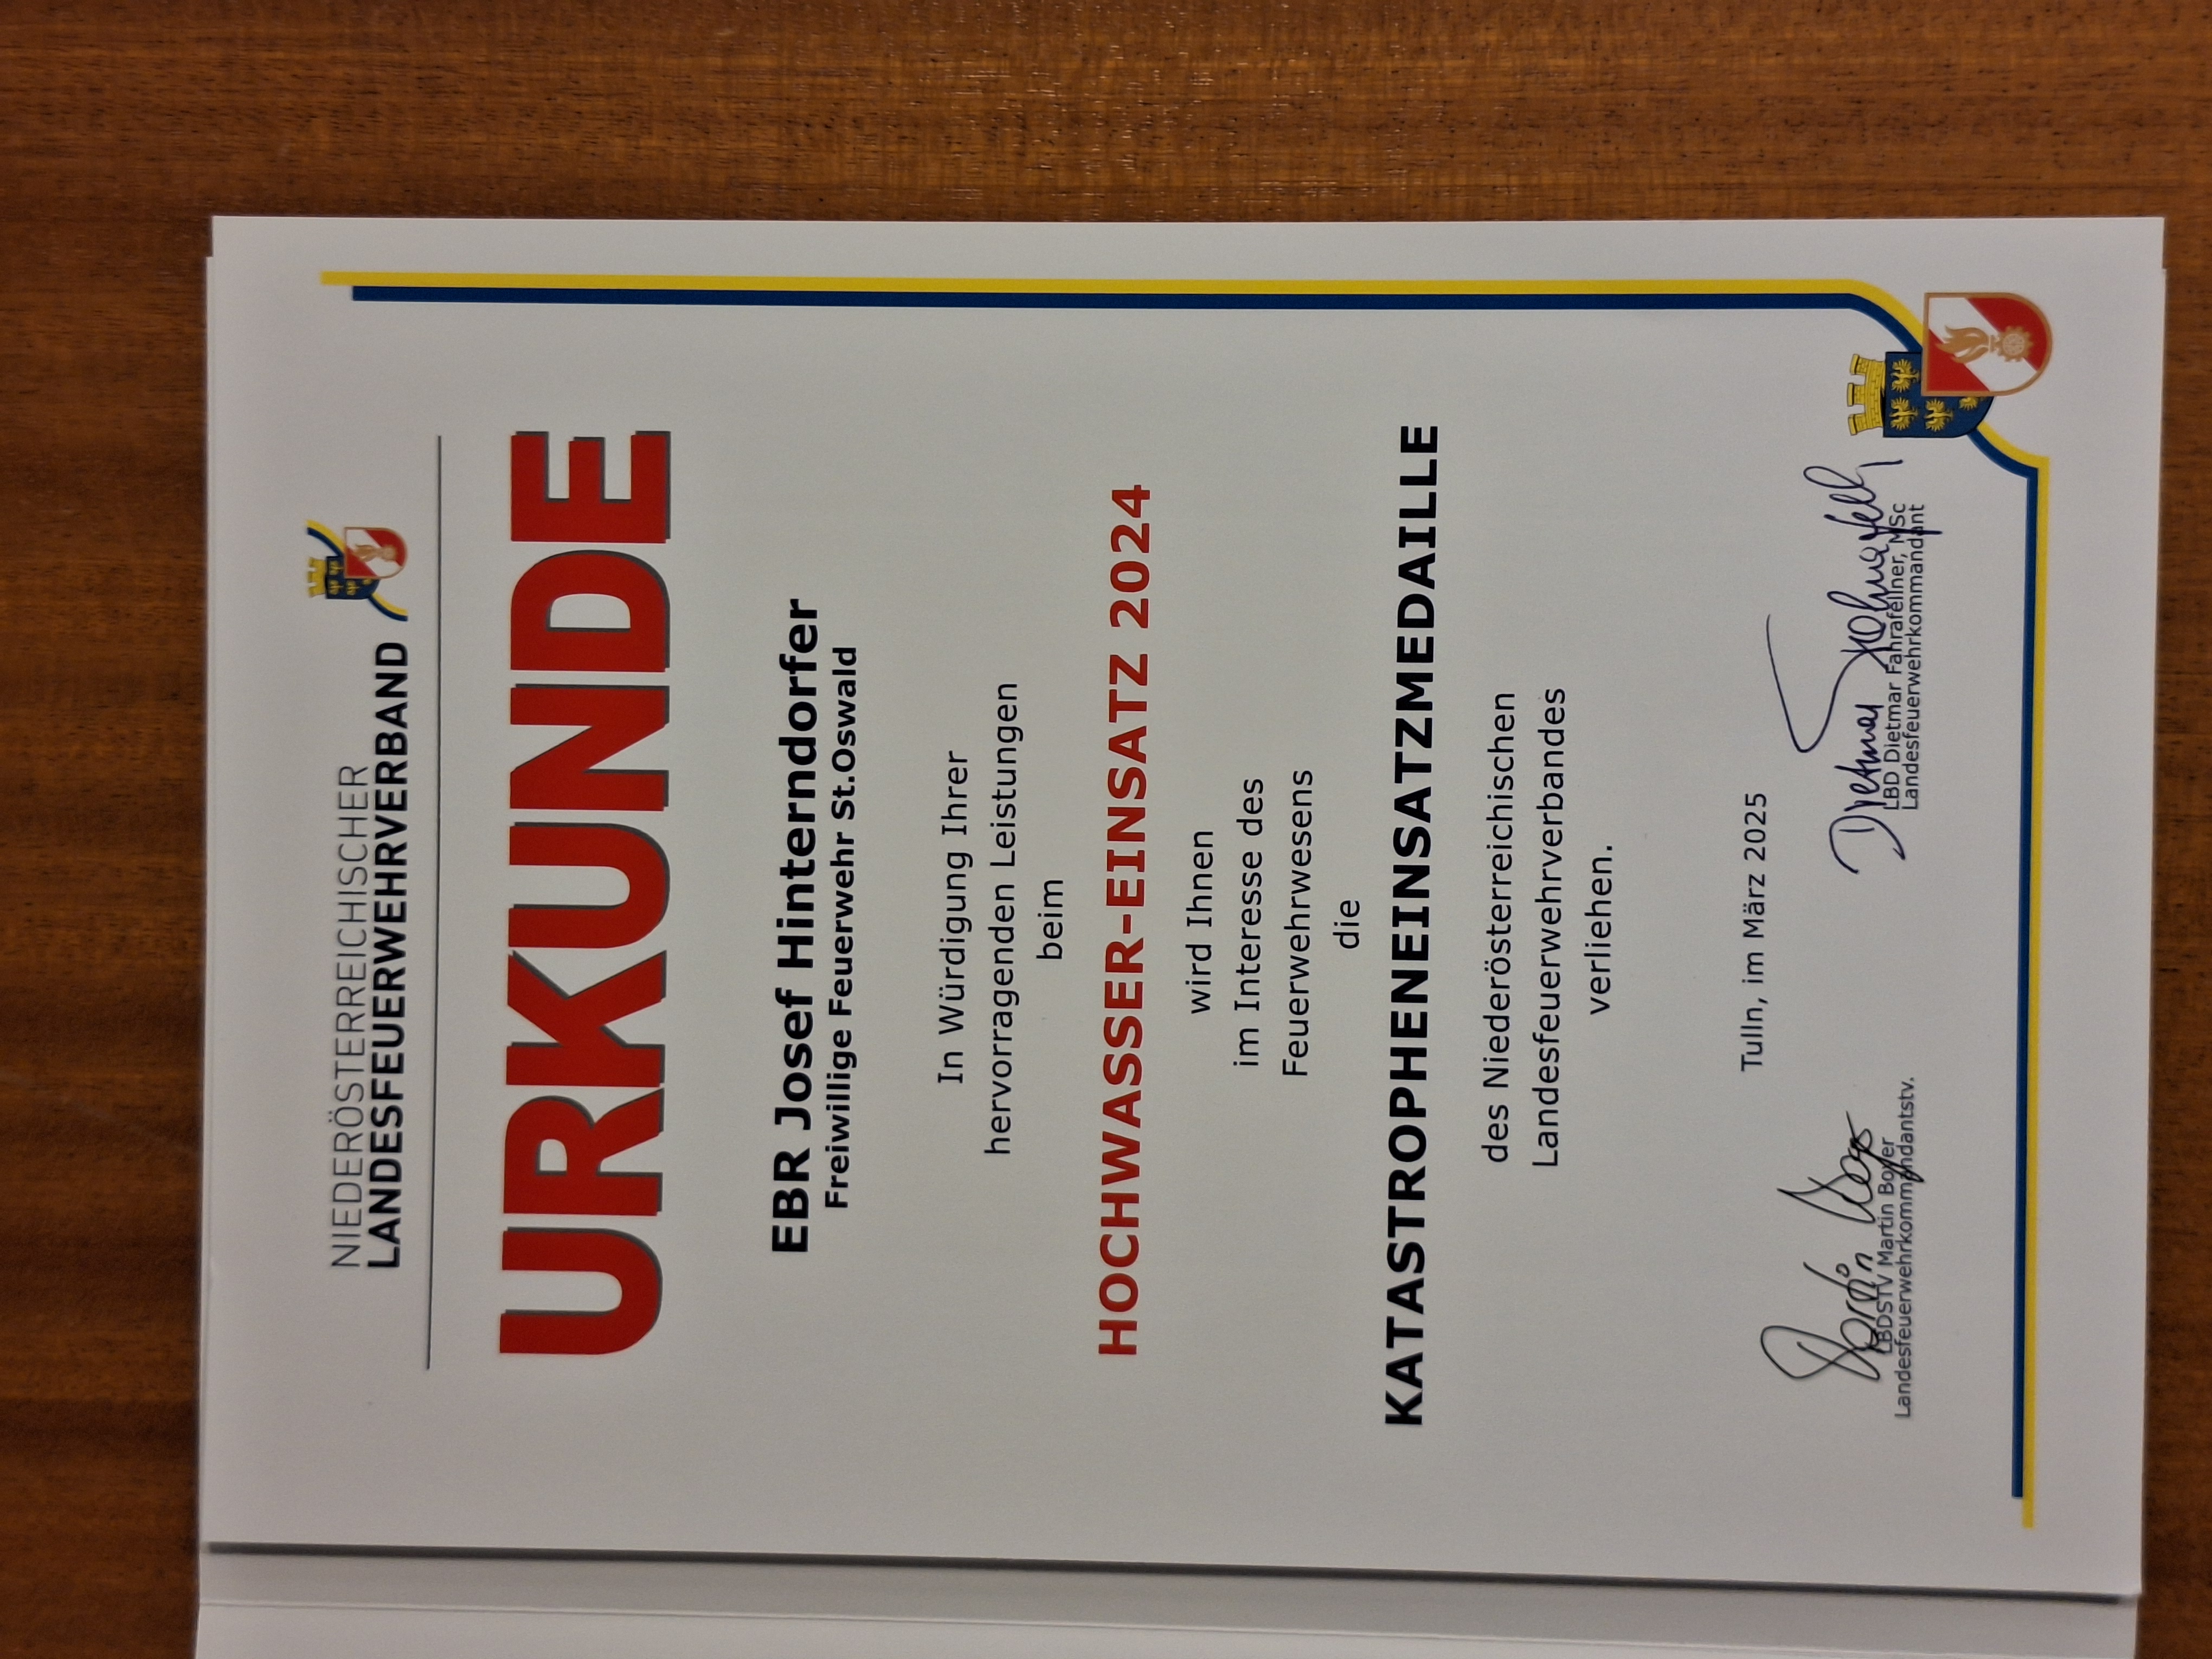 NIEDERÖSTERREICHISCHER
LANDESFEUERWEHRVERBAND
URKUNDE
EBR Josef Hinterndorfer
Freiwillige Feuerwehr St.Oswald
In Würdigung Ihrer
hervorragenden Leistungen
beim
HOCHWASSER-EINSATZ 2024
wird Ihnen
im Interesse des
Feuerwehrwesens
die
KATASTROPHENEINSATZMEDAILLE
des Niederösterreichischen
Landesfeuerwehrverbandes
verliehen.
Tulln, im März 2025
LBDSTV Martin Boyer
Landesfeuerwehrkommandantstv.
LBD Dietmar Fahrafellner, MSc
Landesfeuerwehrkommandant